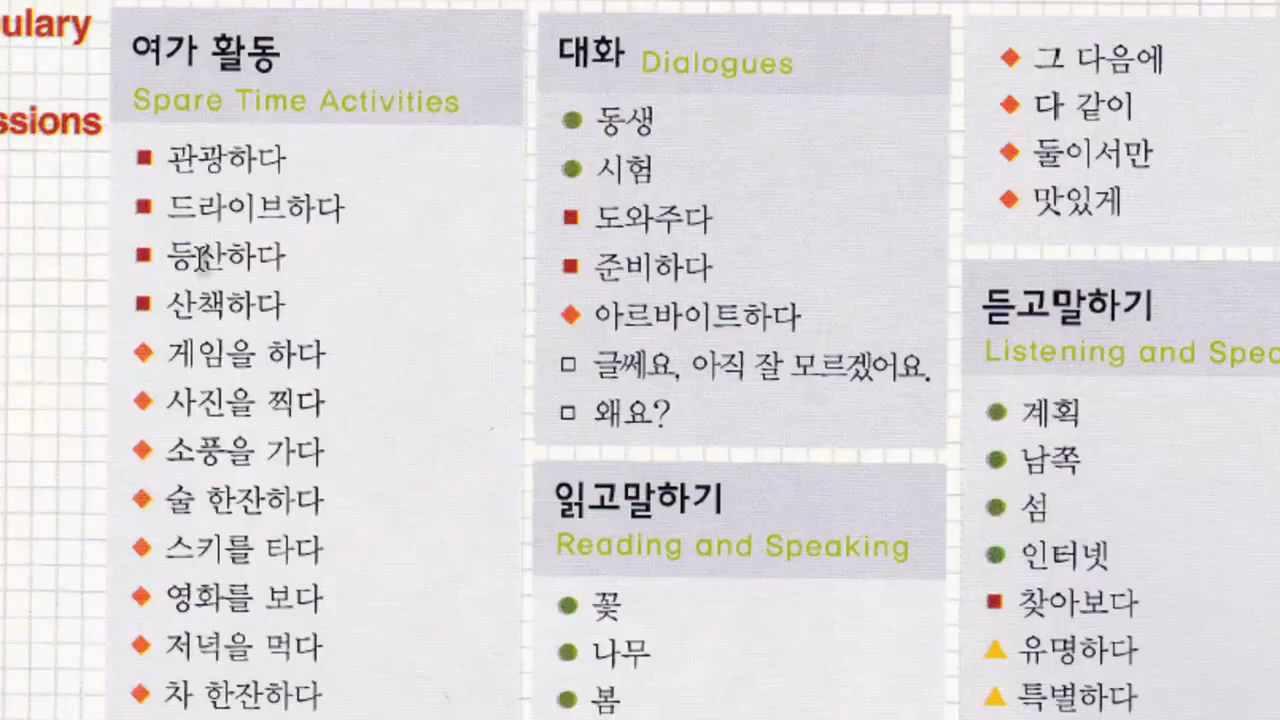 ulary
ssions
여가 활동
Spare Time Activities
관광하다
드라이브하다
등산하다
산책하다
게임을 하다
사진을 찍다
소풍을 가다
술 한잔하다
스키를 타다
영화를 보다
저녁을 먹다
차 한잔하다
대화 Dialogues
동생
시험
도와주다
준비하다
아르바이트하다
글쎄요, 아직 잘 모르겠어요.
왜요?
읽고말하기
Reading and Speaking
꽃
나무
봄
그 다음에
다 같이
둘이서만
맛있게
듣고말하기
Listening and Spea
계획
남쪽
섬
인터넷
찾아보다
유명하다
특별하다